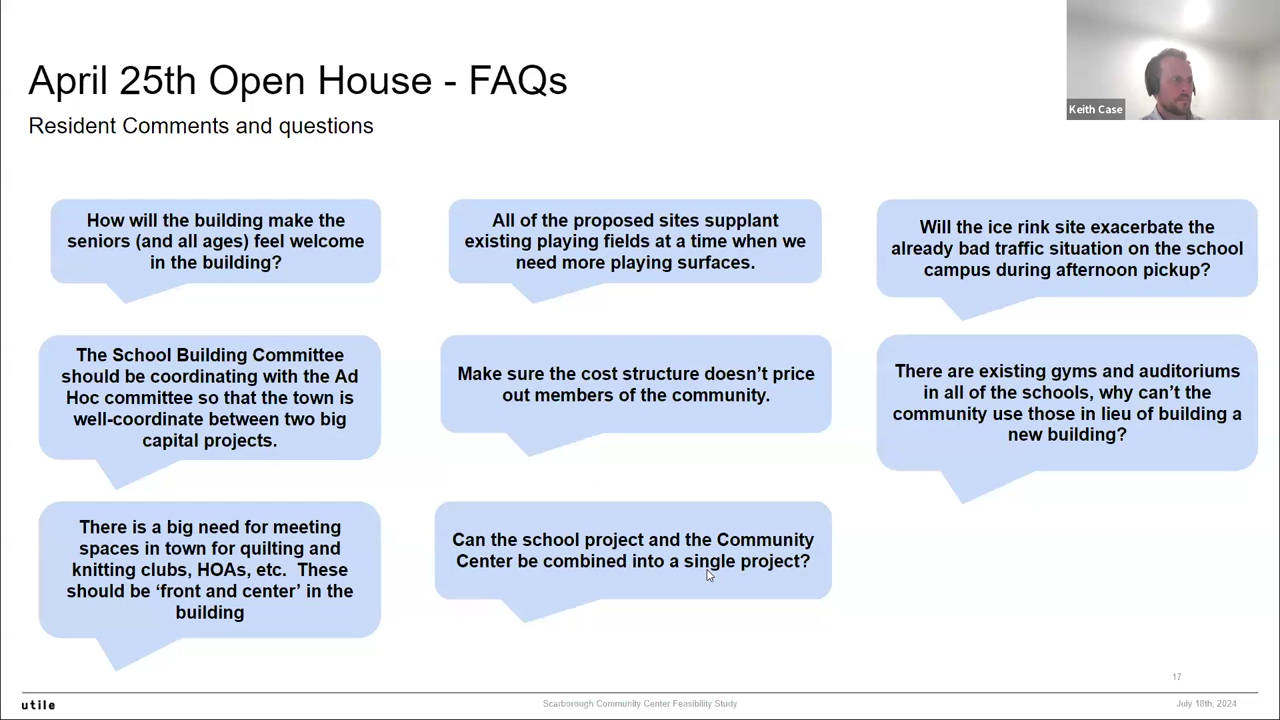 April 25th Open House - FAQs
Resident Comments and questions
Keith Case
How will the building make the
seniors (and all ages) feel welcome
in the building?
All of the proposed sites supplant
existing playing fields at a time when we
need more playing surfaces.
Will the ice rink site exacerbate the
already bad traffic situation on the school
campus during afternoon pickup?
The School Building Committee
should be coordinating with the Ad
Hoc committee so that the town is
well-coordinate between two big
capital projects.
Make sure the cost structure doesn’t price
out members of the community.
There are existing gyms and auditoriums
in all of the schools, why can’t the
community use those in lieu of building a
new building?
There is a big need for meeting
spaces in town for quilting and
knitting clubs, HOAs, etc.  These
should be ‘front and center’ in the
building
Can the school project and the Community
Center be combined into a single project?
17
utile
Scarborough Community Center Feasibility Study
July 18th, 2024